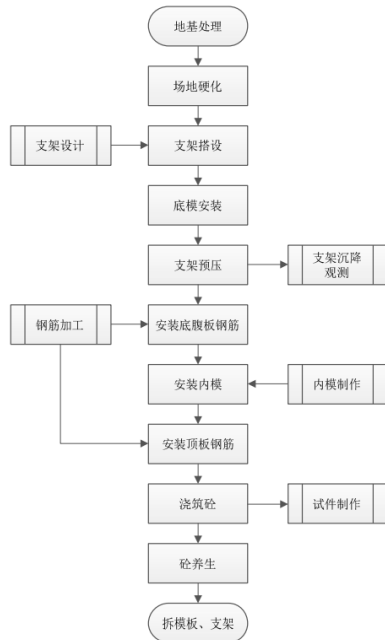 地基处理
场地硬化
支架设计
支架搭设
底模安装
支架预压
支架沉降
观测
钢筋加工
安装底腹板钢筋
安装内模
内模制作
安装顶板钢筋
浇筑砼
试件制作
砼养生
拆模板、支架